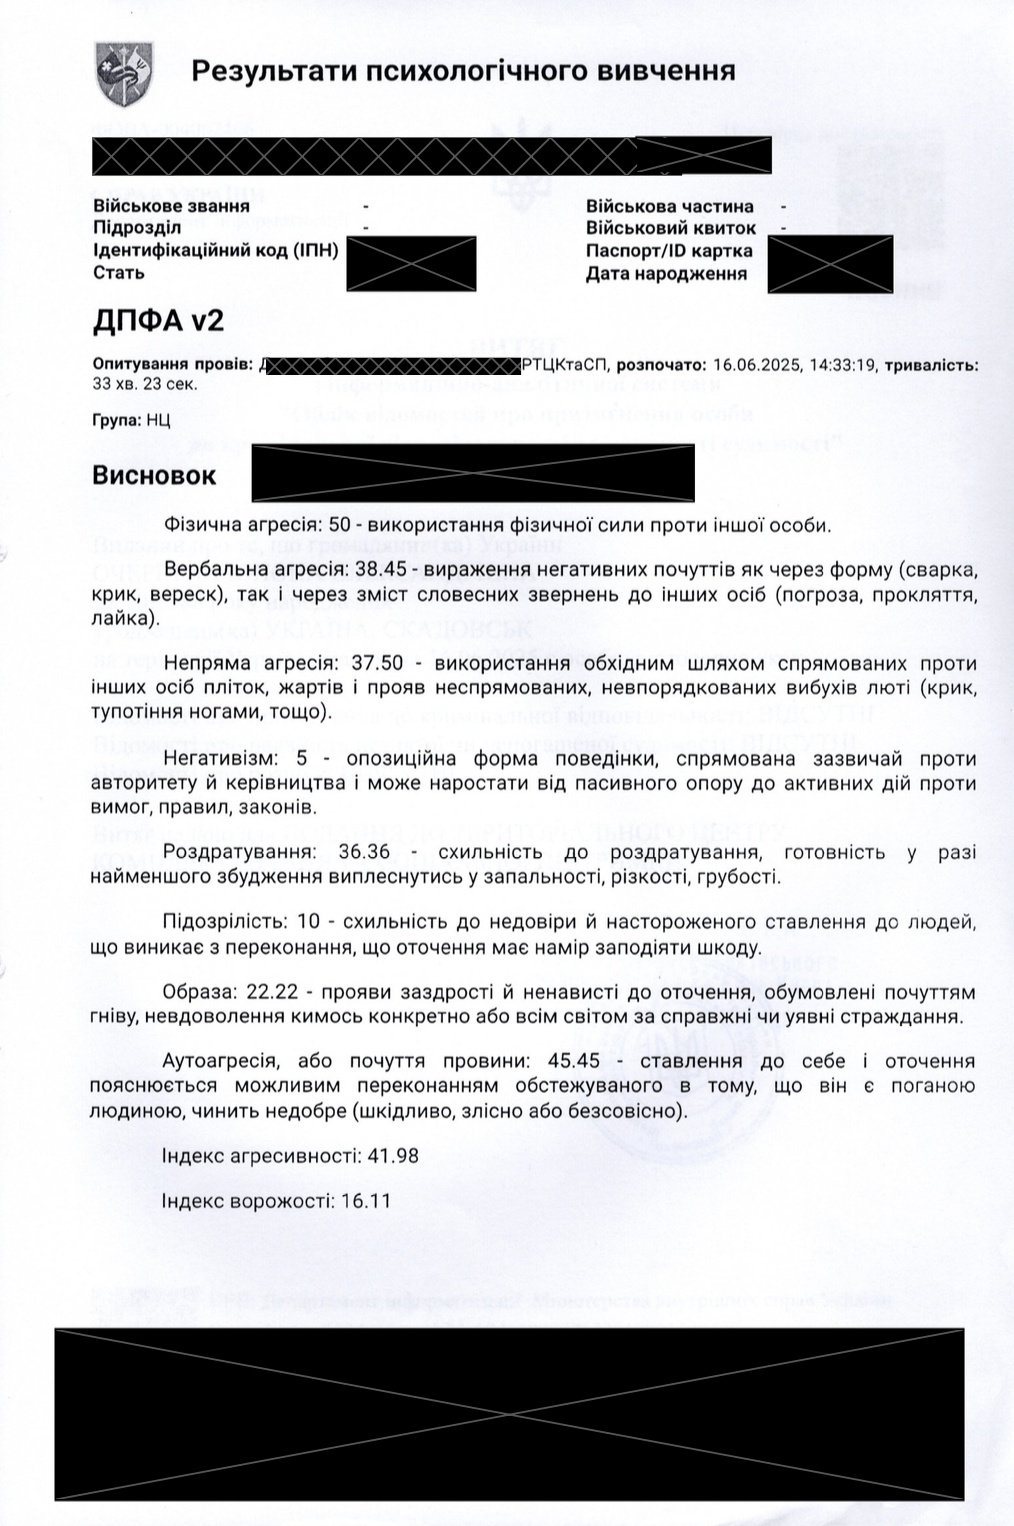 Результати психологічного вивчення
Військове звання -
Військова частина -
Підрозділ -
Військовий квиток -
Ідентифікаційний код (ІПН)
Паспорт/ID картка
Стать
Дата народження
ДПФА v2
Опитування провів: РТЦКтаСП, розпочато: 16.06.2025, 14:33:19, тривалість:
33 хв. 23 сек.
Група: НЦ
Висновок
Фізична агресія: 50 - використання фізичної сили проти іншої особи.
Вербальна агресія: 38.45 - вираження негативних почуттів як через форму (сварка,
крик, вереск), так і через зміст словесних звернень до інших осіб (погроза, прокляття,
лайка).
Непряма агресія: 37.50 - використання обхідним шляхом спрямованих проти
інших осіб пліток, жартів і прояв неспрямованих, невпорядкованих вибухів люті (крик,
тупотіння ногами, тощо).
Негативізм: 5 - опозиційна форма поведінки, спрямована зазвичай проти
авторитету й керівництва і може наростати від пасивного опору до активних дій проти
вимог, правил, законів.
Роздратування: 36.36 - схильність до роздратування, готовність у разі
найменшого збудження виплеснутись у запальності, різкості, грубості.
Підозрілість: 10 - схильність до недовіри й настороженого ставлення до людей,
що виникає з переконання, що оточення має намір заподіяти шкоду.
Образа: 22.22 - прояви заздрості й ненависті до оточення, обумовлені почуттям
гніву, невдоволення кимось конкретно або всім світом за справжні чи уявні страждання.
Аутоагресія, або почуття провини: 45.45 - ставлення до себе і оточення
пояснюється можливим переконанням обстежуваного в тому, що він є поганою
людиною, чинить недобре (шкідливо, злісно або безсовісно).
Індекс агресивності: 41.98
Індекс ворожості: 16.11